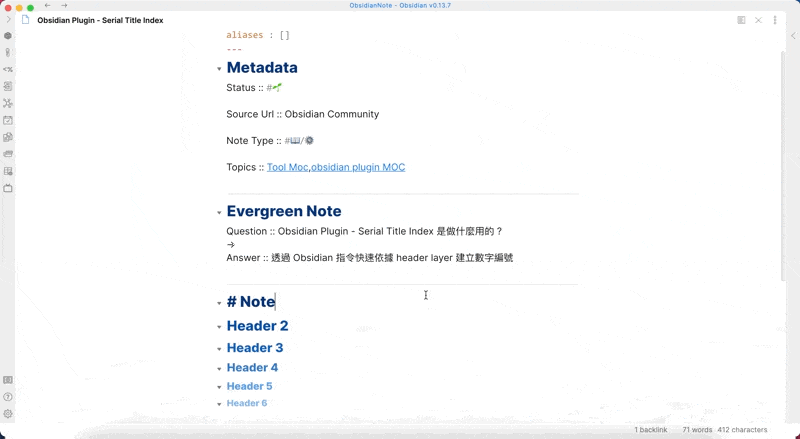 ObsidianNote - Obsidian v0.13.7
Obsidian Plugin - Serial Title Index
aliases : []
---
Metadata
Status :: #🌱
Source Url :: Obsidian Community
Note Type :: #📖/⚙️
Topics :: Tool Moc,obsidian plugin MOC
Evergreen Note
Question :: Obsidian Plugin - Serial Title Index 是做什麼用的？
->
Answer :: 透過 Obsidian 指令快速依據 header layer 建立數字編號
# Note
Header 2
Header 3
Header 4
Header 5
Header 6
1 backlink 71 words 412 characters